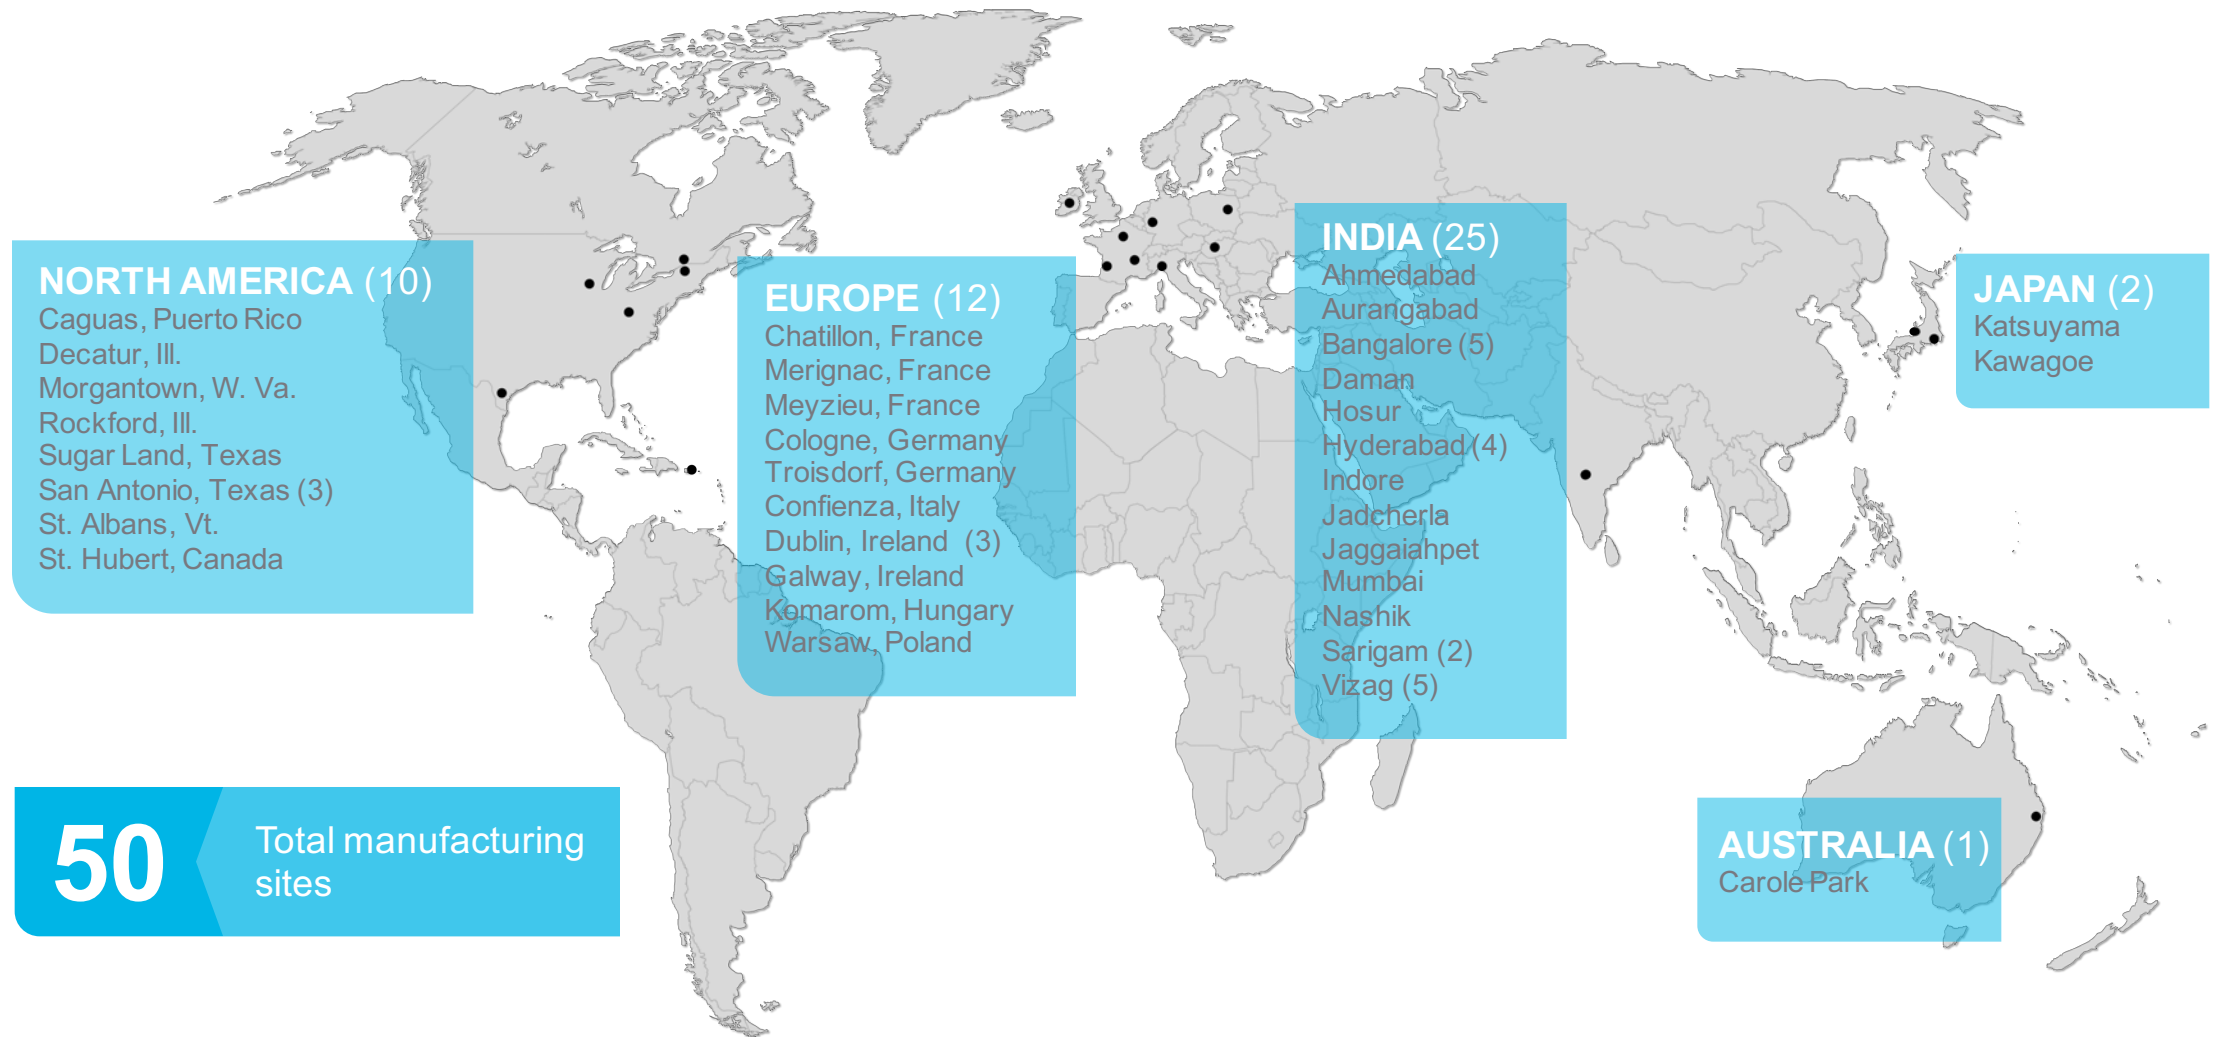 NORTH AMERICA (10)
Caguas, Puerto Rico
Decatur, Ill.
Morgantown, W. Va.
Rockford, Ill.
Sugar Land, Texas
San Antonio, Texas (3)
St. Albans, Vt.
St. Hubert, Canada
EUROPE (12)
Chatillon, France
Merignac, France
Meyzieu, France
Cologne, Germany
Troisdorf, Germany
Confienza, Italy
Dublin, Ireland (3)
Galway, Ireland
Komarom, Hungary
Warsaw, Poland
INDIA (25)
Ahmedabad
Aurangabad
Bangalore (5)
Daman
Hosur
Hyderabad (4)
Indore
Jadcherla
Jaggaiahpet
Mumbai
Nashik
Sarigam (2)
Vizag (5)
JAPAN (2)
Katsuyama
Kawagoe
AUSTRALIA (1)
Carole Park
50
Total manufacturing
sites